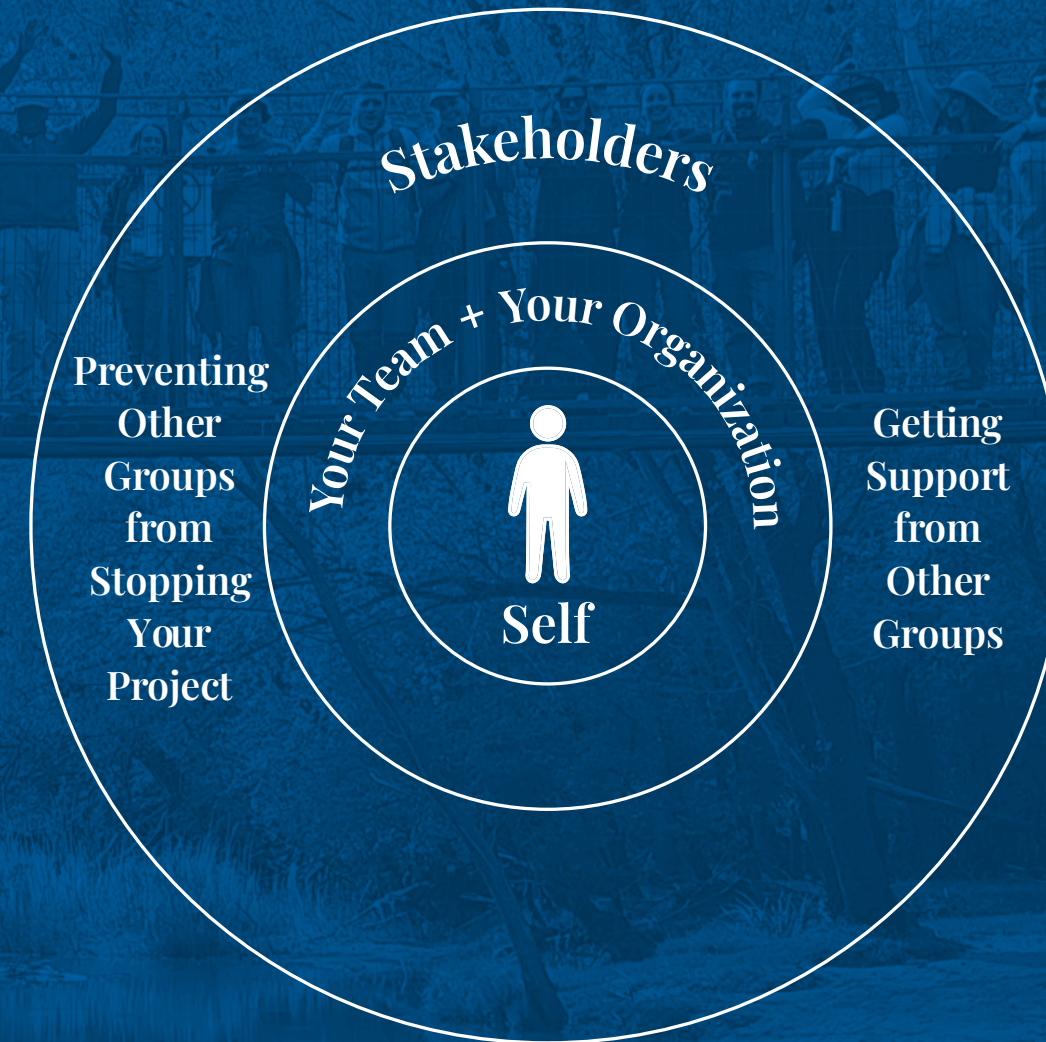 Stakeholders
Your Team + Your Organization
Preventing
Other
Groups
from
Stopping
Your
Project
Self
Getting
Support
from
Other
Groups